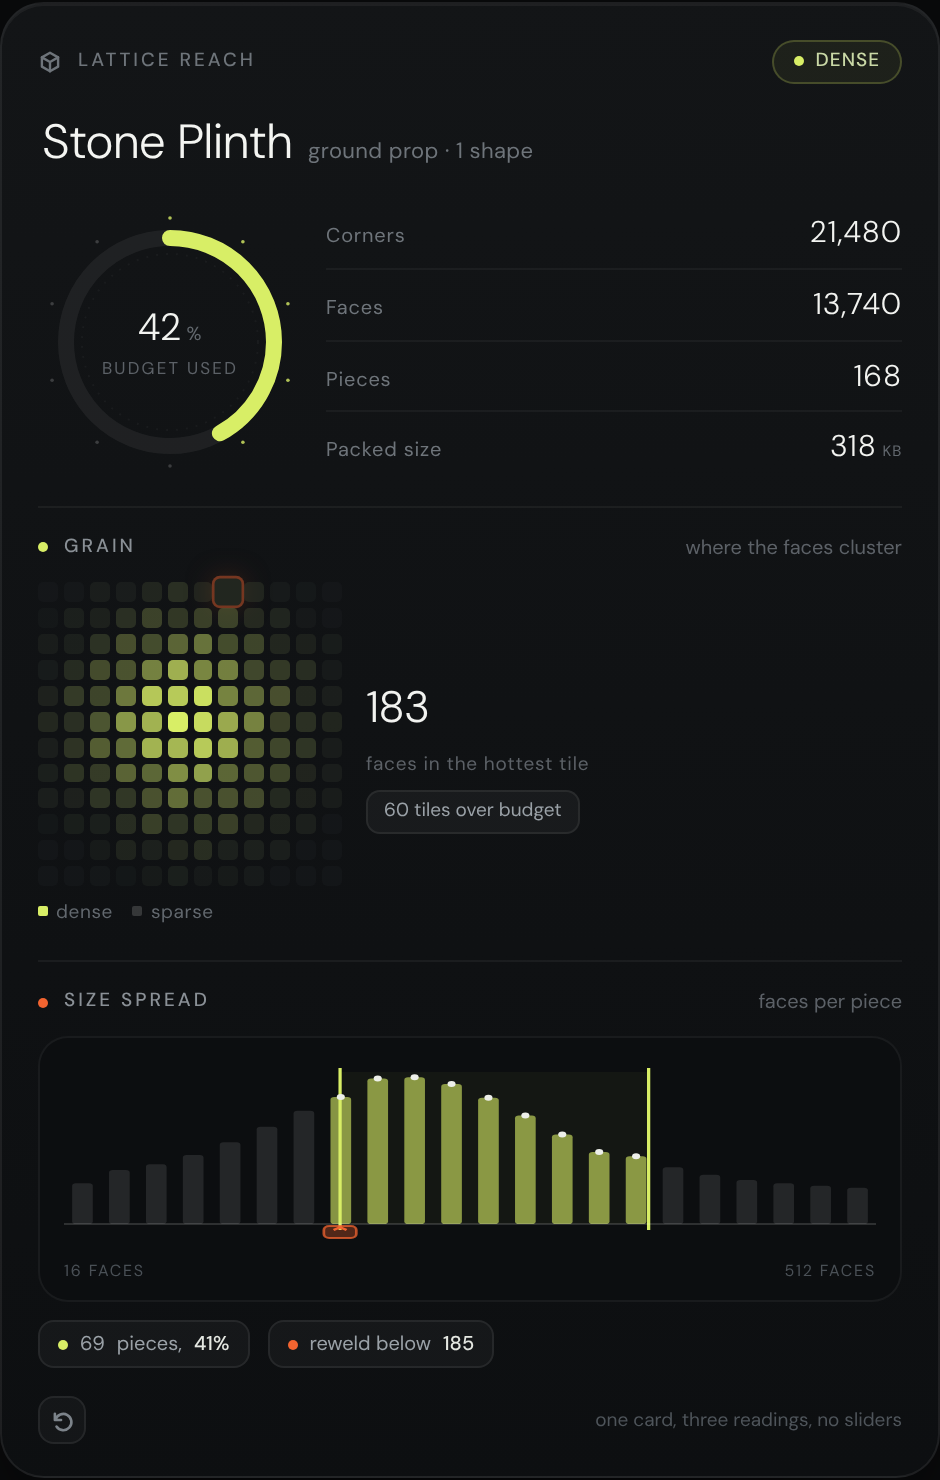 LATTICE REACH
DENSE
Stone Plinth ground prop · 1 shape
42 %
BUDGET USED
Corners 21,480
Faces 13,740
Pieces 168
Packed size 318 KB
GRAIN
where the faces cluster
183
faces in the hottest tile
60 tiles over budget
dense sparse
SIZE SPREAD
faces per piece
16 FACES 512 FACES
69 pieces, 41%
reweld below 185
one card, three readings, no sliders